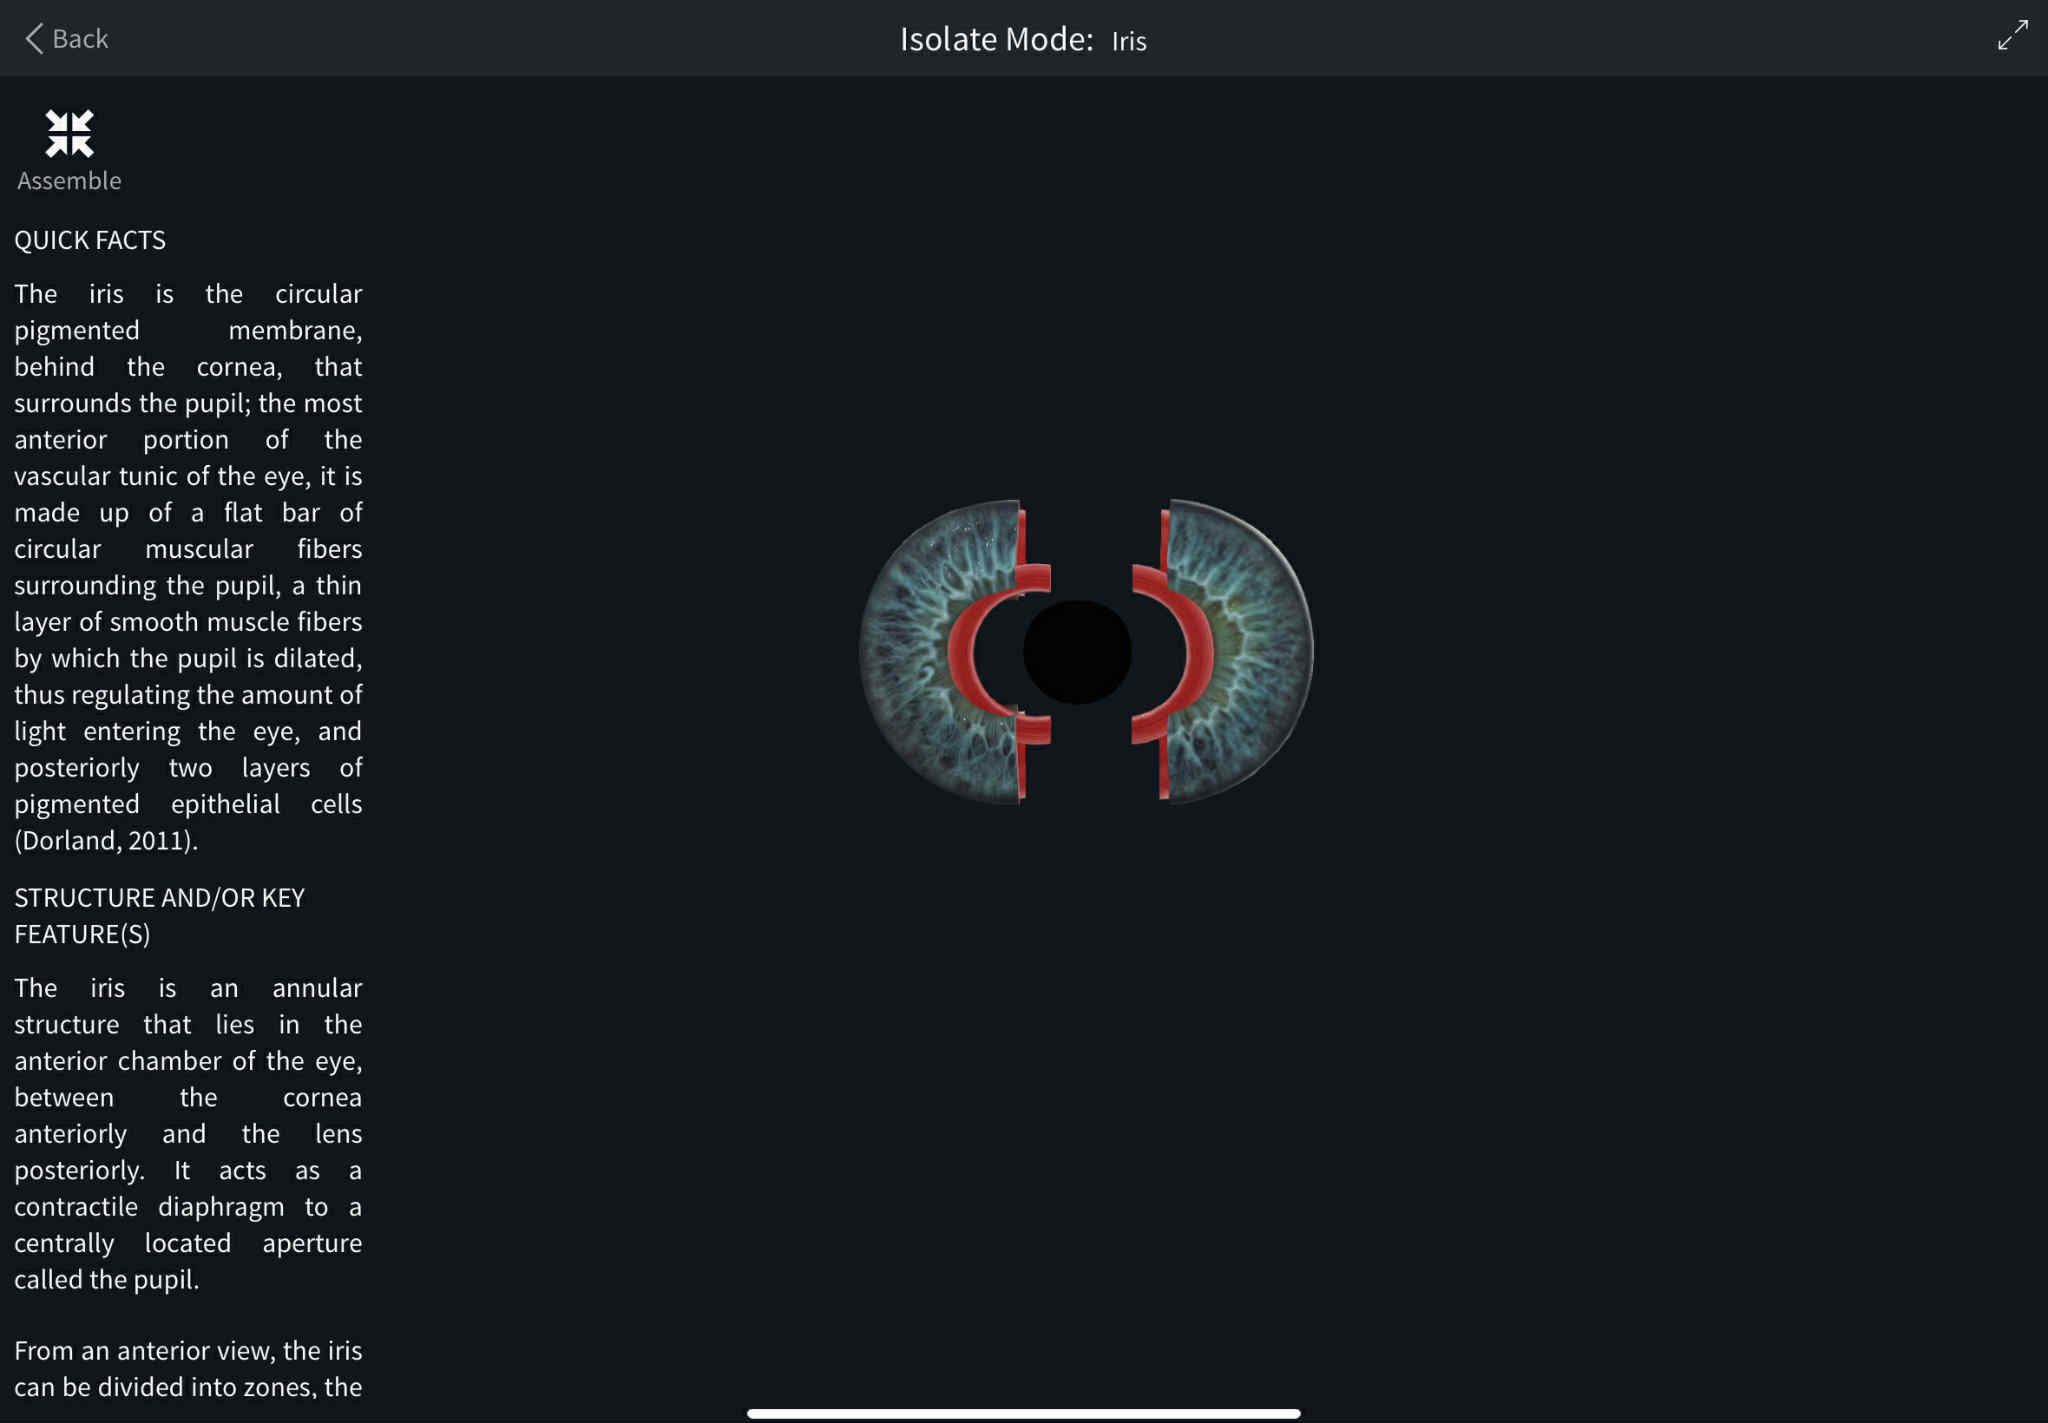 Back
Isolate Mode: Iris
Assemble
QUICK FACTS
The iris is the circular
pigmented membrane,
behind the cornea, that
surrounds the pupil; the most
anterior portion of the
vascular tunic of the eye, it is
made up of a flat bar of
circular muscular fibers
surrounding the pupil, a thin
layer of smooth muscle fibers
by which the pupil is dilated,
thus regulating the amount of
light entering the eye, and
posteriorly two layers of
pigmented epithelial cells
(Dorland, 2011).
STRUCTURE AND/OR KEY
FEATURE(S)
The iris is an annular
structure that lies in the
anterior chamber of the eye,
between the cornea
anteriorly and the lens
posteriorly. It acts as a
contractile diaphragm to a
centrally located aperture
called the pupil.
From an anterior view, the iris
can be divided into zones, the